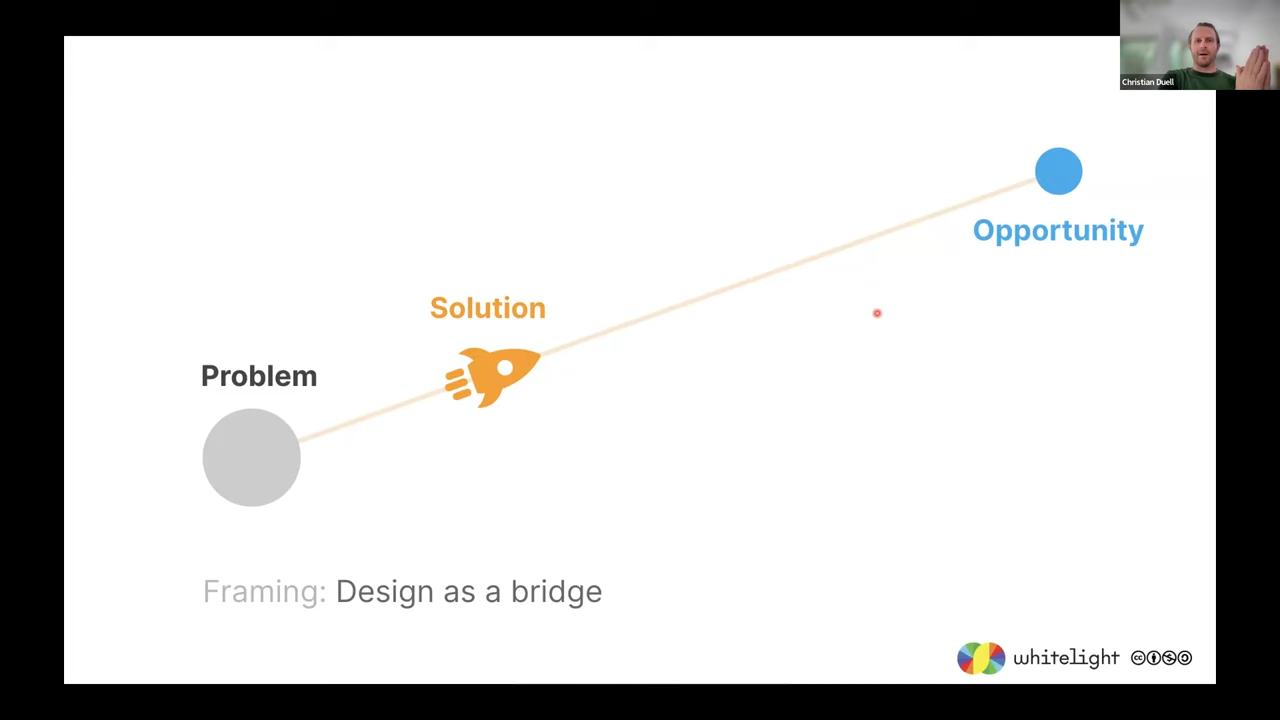 Christian Duell
Opportunity
Solution
Problem
Framing: Design as a bridge
whitelight